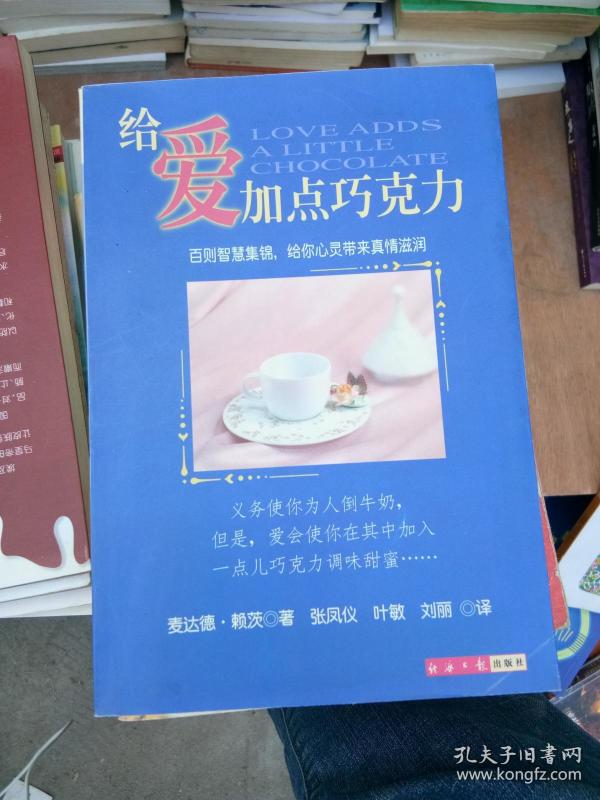 给
爱
加点巧克力
LOVE ADDS
A LITTLE
CHOCOLATE
百则智慧集锦，给你心灵带来真情滋润
义务使你为人倒牛奶，
但是，爱会使你在其中加入
一点儿巧克力调味甜蜜……
麦达德·赖茨◎著 张凤仪 叶敏 刘丽 ◎译
经济日报出版社
孔夫子旧书网
www.kongfz.com